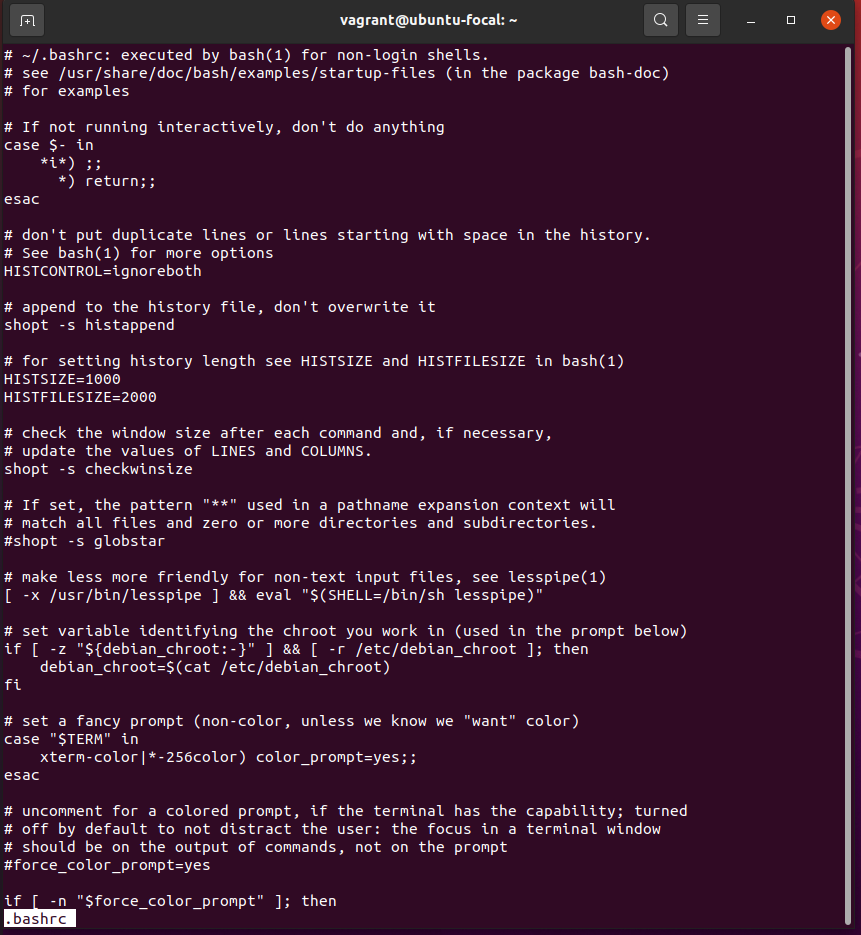 vagrant@ubuntu-focal: ~
# ~/.bashrc: executed by bash(1) for non-login shells.
# see /usr/share/doc/bash/examples/startup-files (in the package bash-doc)
# for examples

# If not running interactively, don't do anything
case $- in
    *i*) ;;
      *) return;;
esac

# don't put duplicate lines or lines starting with space in the history.
# See bash(1) for more options
HISTCONTROL=ignoreboth

# append to the history file, don't overwrite it
shopt -s histappend

# for setting history length see HISTSIZE and HISTFILESIZE in bash(1)
HISTSIZE=1000
HISTFILESIZE=2000

# check the window size after each command and, if necessary,
# update the values of LINES and COLUMNS.
shopt -s checkwinsize

# If set, the pattern "**" used in a pathname expansion context will
# match all files and zero or more directories and subdirectories.
#shopt -s globstar

# make less more friendly for non-text input files, see lesspipe(1)
[ -x /usr/bin/lesspipe ] && eval "$(SHELL=/bin/sh lesspipe)"

# set variable identifying the chroot you work in (used in the prompt below)
if [ -z "${debian_chroot:-}" ] && [ -r /etc/debian_chroot ]; then
    debian_chroot=$(cat /etc/debian_chroot)
fi

# set a fancy prompt (non-color, unless we know we "want" color)
case "$TERM" in
    xterm-color|*-256color) color_prompt=yes;;
esac

# uncomment for a colored prompt, if the terminal has the capability; turned
# off by default to not distract the user: the focus in a terminal window
# should be on the output of commands, not on the prompt
#force_color_prompt=yes

if [ -n "$force_color_prompt" ]; then
.bashrc